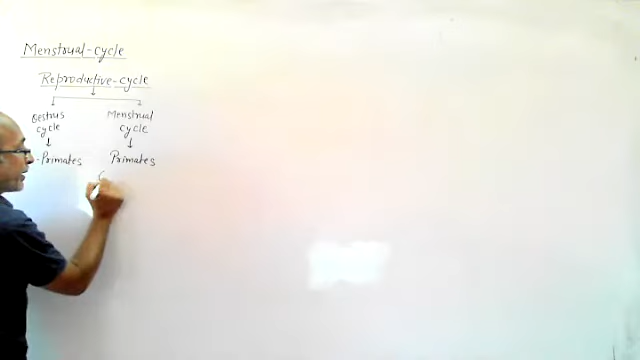 Menstrual-cycle
Reproductive-cycle
Oestrus Menstrual
cycle cycle
-Primates Primates
(